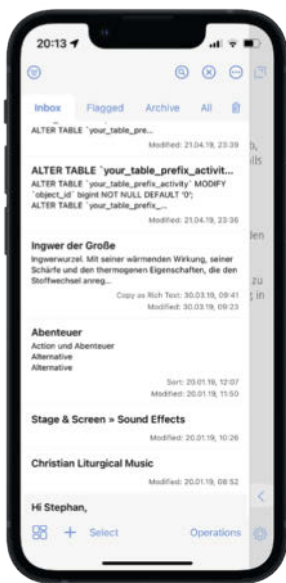 20:13
Inbox Flagged Archive All
ALTER TABLE `your_table_pre...
Modified: 21.04.19, 23:39
ALTER TABLE `your_table_prefix_activit...
ALTER TABLE `your_table_prefix_activity` MODIFY
`object_id` bigint NOT NULL DEFAULT '0';
ALTER TABLE `your_table_prefix_...
Modified: 21.04.19, 23:36
Ingwer der Große
Ingwerwurzel. Mit seiner wärmenden Wirkung, seiner
Schärfe und den thermogenen Eigenschaften, die den
Stoffwechsel anreg...
Copy as Rich Text: 30.03.19, 09:41
Modified: 30.03.19, 09:23
Abenteuer
Action und Abenteuer
Alternative
Alternative
Sort: 20.01.19, 12:07
Modified: 20.01.19, 11:50
Stage & Screen » Sound Effects
Modified: 20.01.19, 10:26
Christian Liturgical Music
Modified: 20.01.19, 08:52
Hi Stephan,
Select Operations